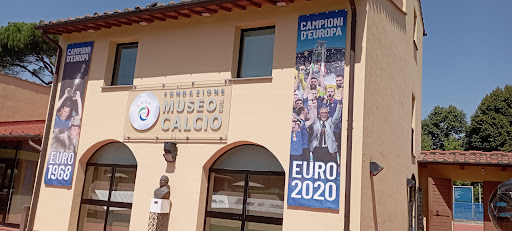 CAMPIONI
D'EUROPA
EURO
1968
FONDAZIONE
MUSEO DEL
CALCIO
CAMPIONI
D'EUROPA
EURO
2020